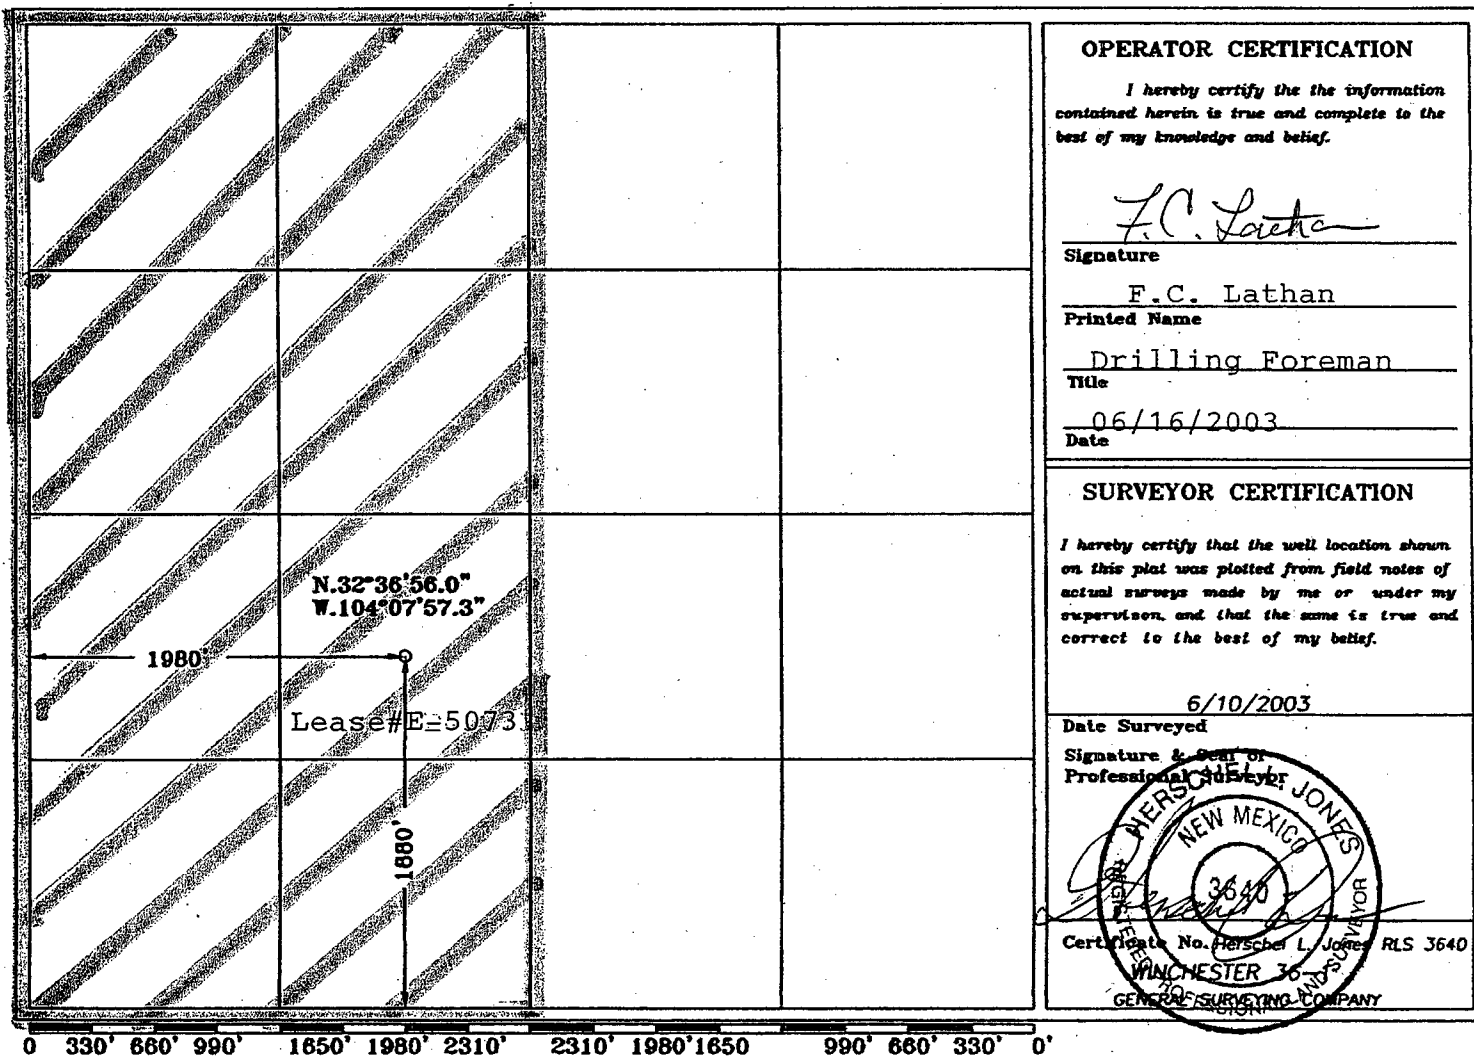 N.32°36'56.0"
W.104°07'57.3"
1980'
Lease#E-5073
1880'
0 330' 660' 990' 1650' 1980' 2310' 2310' 1980' 1650 990' 660' 330' 0'
OPERATOR CERTIFICATION
I hereby certify the the information
contained herein is true and complete to the
best of my knowledge and belief.
F.C. Lathan
Signature
F.C. Lathan
Printed Name
Drilling Foreman
Title
06/16/2003
Date
SURVEYOR CERTIFICATION
I hereby certify that the well location shown
on this plat was plotted from field notes of
actual surveys made by me or under my
supervison, and that the same is true and
correct to the best of my belief.
6/10/2003
Date Surveyed
Signature & Seal of
Professional Surveyor
HERSCHEL L. JONES
NEW MEXICO
3640
REGISTERED PROFESSIONAL LAND SURVEYOR
Certificate No. Herschel L. Jones RLS 3640
WINCHESTER 36-
GENERAL SURVEYING COMPANY